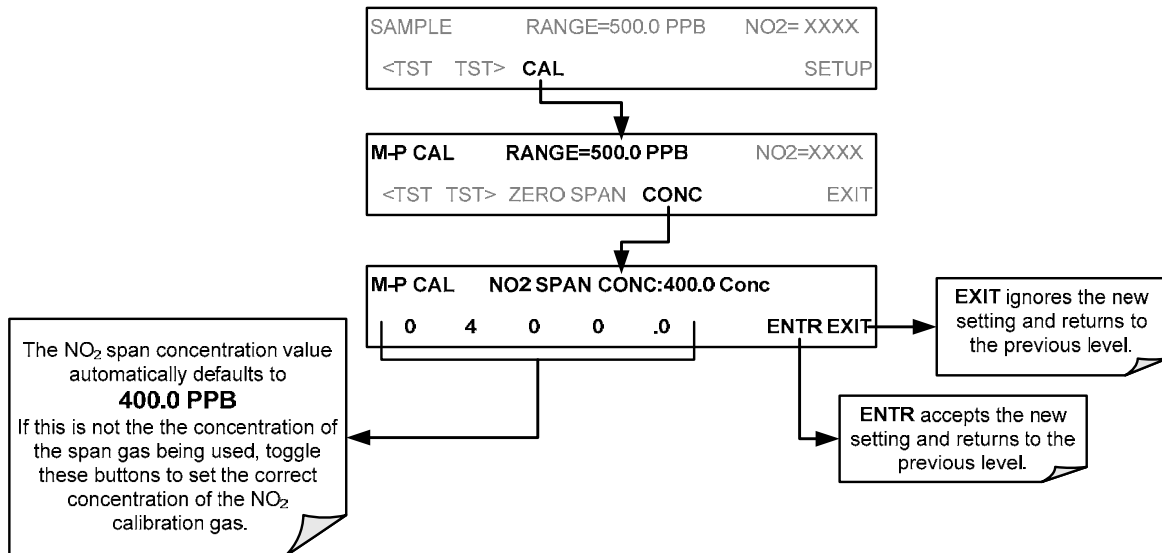 SAMPLE RANGE=500.0 PPB NO2= XXXX
<TST TST> CAL SETUP
M-P CAL RANGE=500.0 PPB NO2=XXXX
<TST TST> ZERO SPAN CONC EXIT
M-P CAL NO2 SPAN CONC:400.0 Conc
0 4 0 0 .0 ENTR EXIT
EXIT ignores the new
setting and returns to
the previous level.
The NO₂ span concentration value
automatically defaults to
400.0 PPB
If this is not the the concentration of
the span gas being used, toggle
these buttons to set the correct
concentration of the NO₂
calibration gas.
ENTR accepts the new
setting and returns to the
previous level.